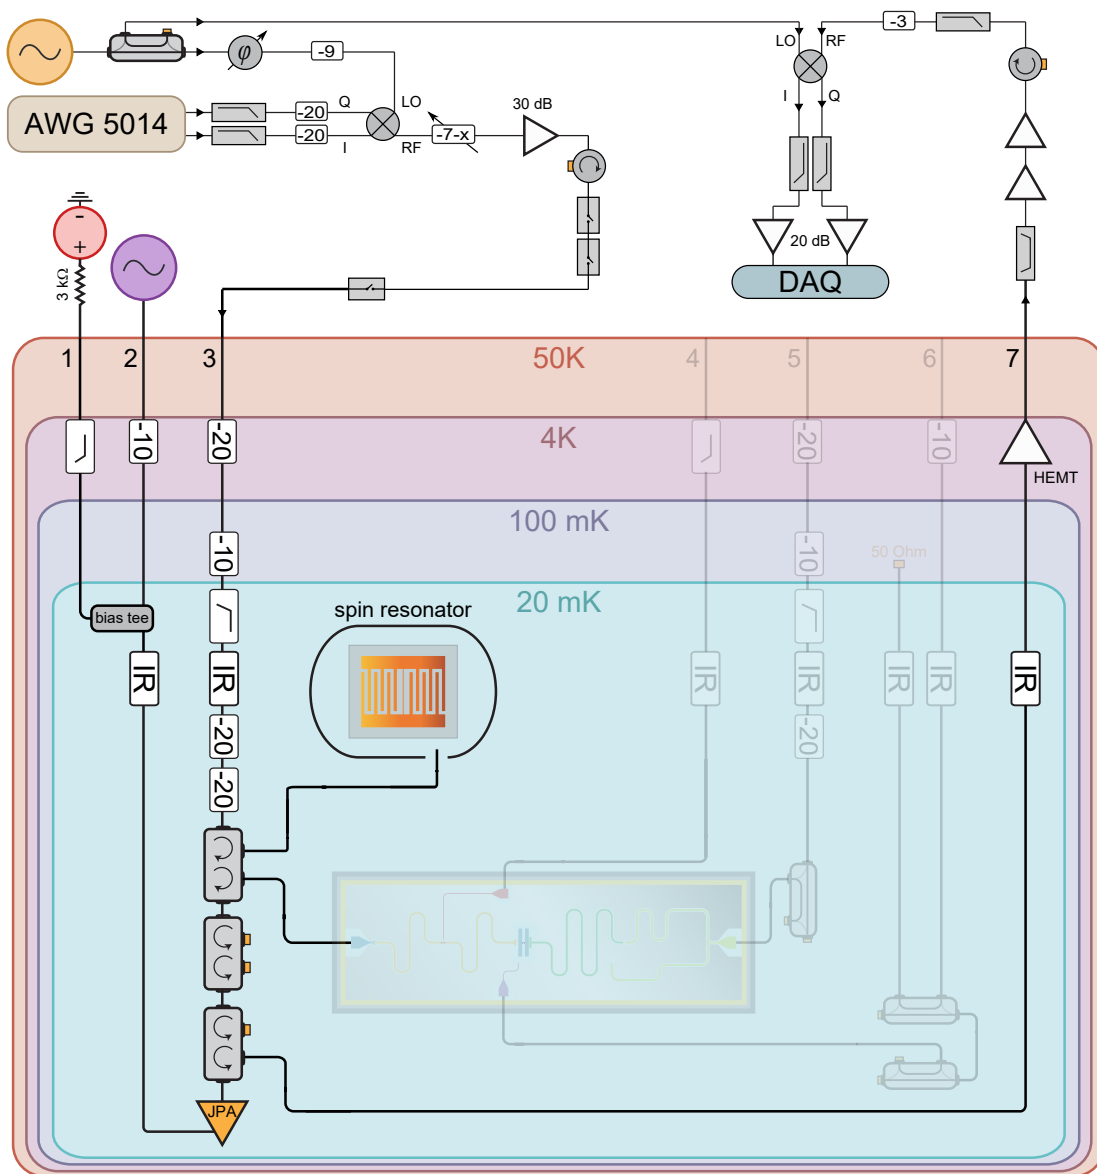 φ
-9
LO
RF
-3
AWG 5014
-20
Q
LO
-20
I
RF
-7-x
30 dB
I
Q
20 dB
DAQ
-
+
3 kΩ
1
2
3
50K
4
5
6
7
-10
-20
4K
-20
-10
HEMT
100 mK
-10
-10
50 Ohm
20 mK
bias tee
spin resonator
IR
IR
IR
IR
IR
IR
IR
-20
-20
-20
JPA